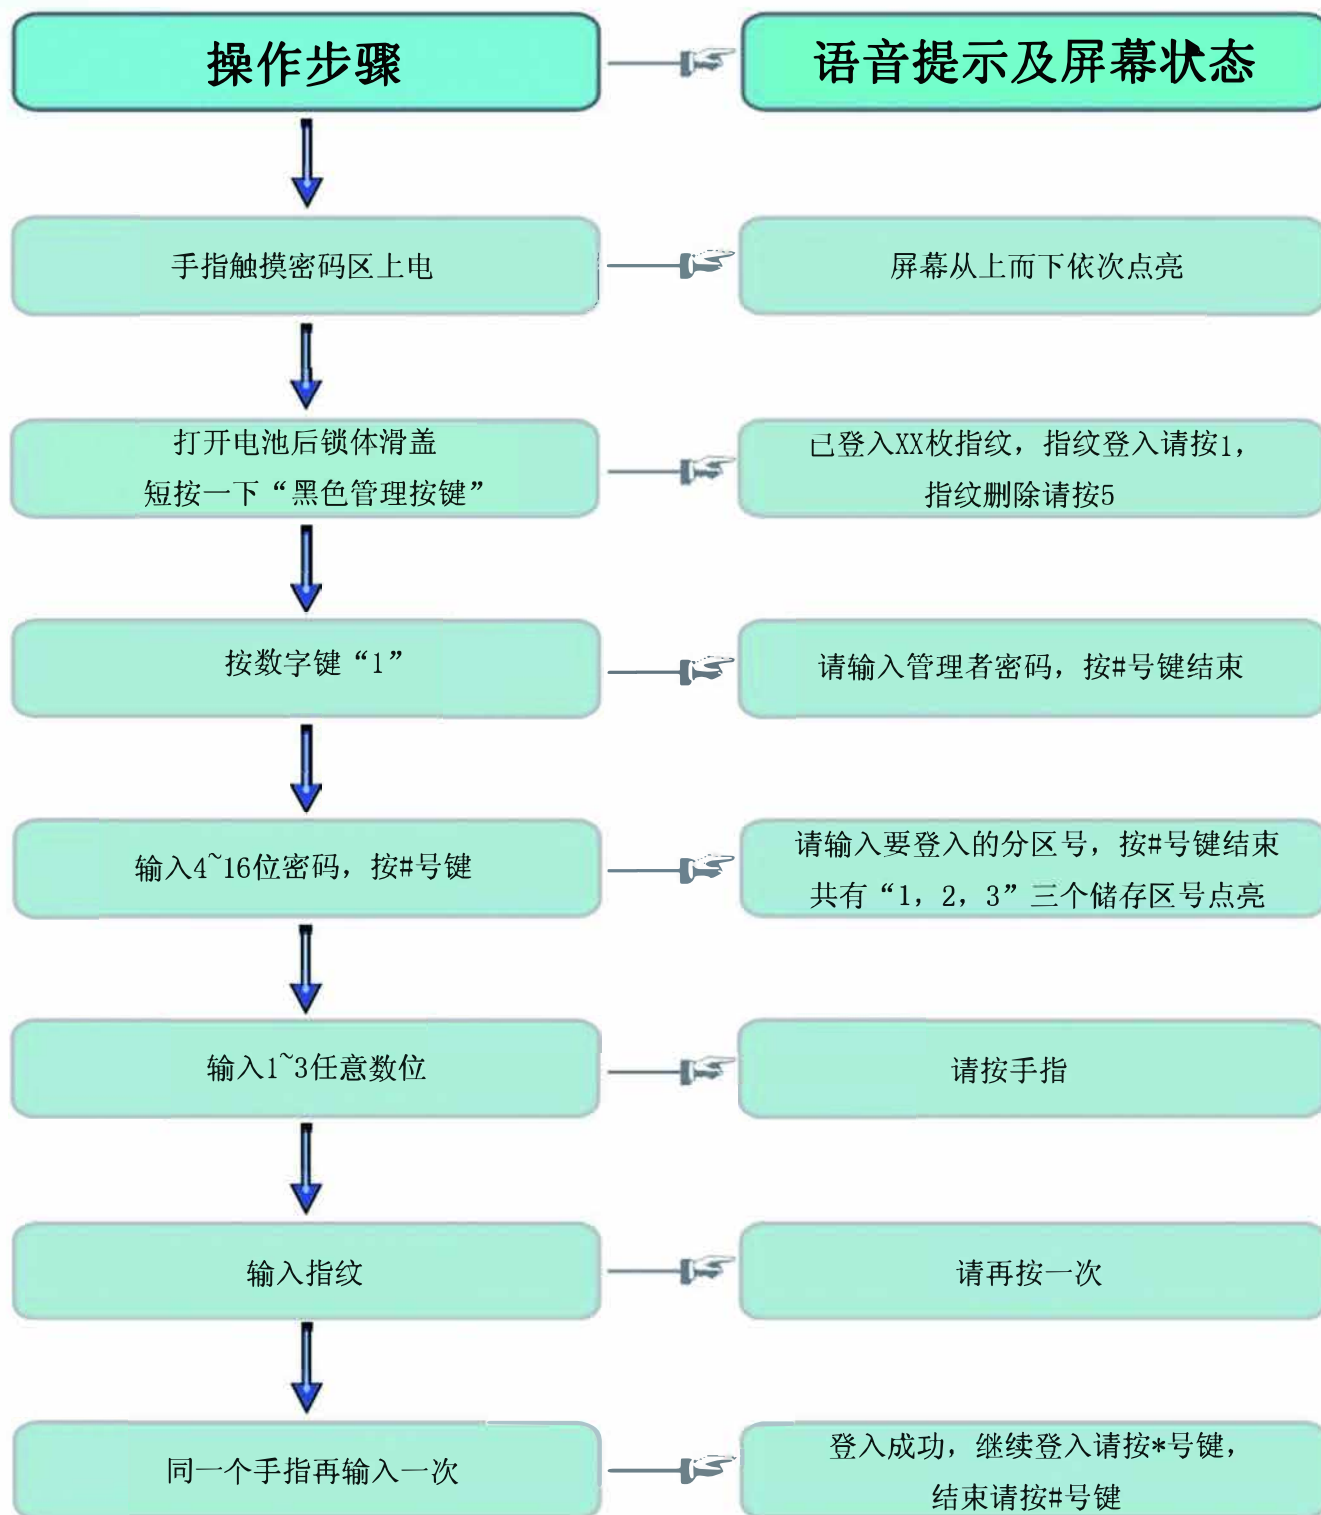 操作步骤
语音提示及屏幕状态
手指触摸密码区上电
屏幕从上而下依次点亮
打开电池后锁体滑盖
短按一下“黑色管理按键”
已登入XX枚指纹，指纹登入请按1，
指纹删除请按5
按数字键“1”
请输入管理者密码，按#号键结束
输入4~16位密码，按#号键
请输入要登入的分区号，按#号键结束
共有“1，2，3”三个储存区号点亮
输入1~3任意数位
请按手指
输入指纹
请再按一次
同一个手指再输入一次
登入成功，继续登入请按*号键，
结束请按#号键